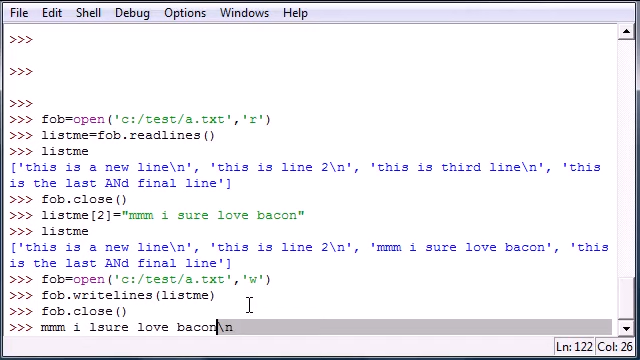 File Edit Shell Debug Options Windows Help
>>>
>>>
>>>
>>> fob=open('c:/test/a.txt','r')
>>> listme=fob.readlines()
>>> listme
['this is a new line\n', 'this is line 2\n', 'this is third line\n', 'this
is the last ANd final line']
>>> fob.close()
>>> listme[2]="mmm i sure love bacon"
>>> listme
['this is a new line\n', 'this is line 2\n', 'mmm i sure love bacon', 'this
is the last ANd final line']
>>> fob=open('c:/test/a.txt','w')
>>> fob.writelines(listme)
>>> fob.close()
>>> mmm i lsure love bacon\n
Ln: 122 Col: 26